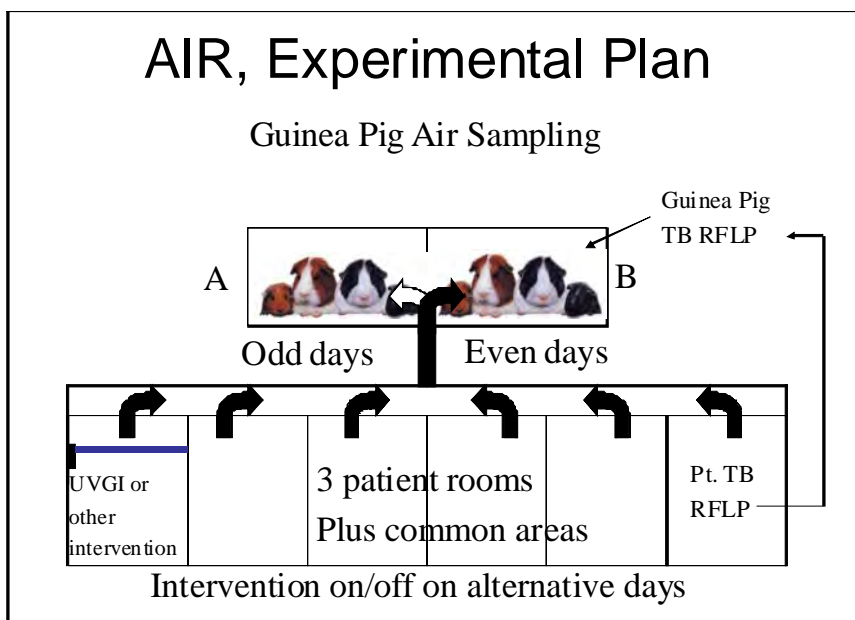 AIR, Experimental Plan
Guinea Pig Air Sampling
Guinea Pig
TB RFLP
A
B
Odd days
Even days
UVGI or
other
intervention
3 patient rooms
Plus common areas
Pt. TB
RFLP
Intervention on/off on alternative days